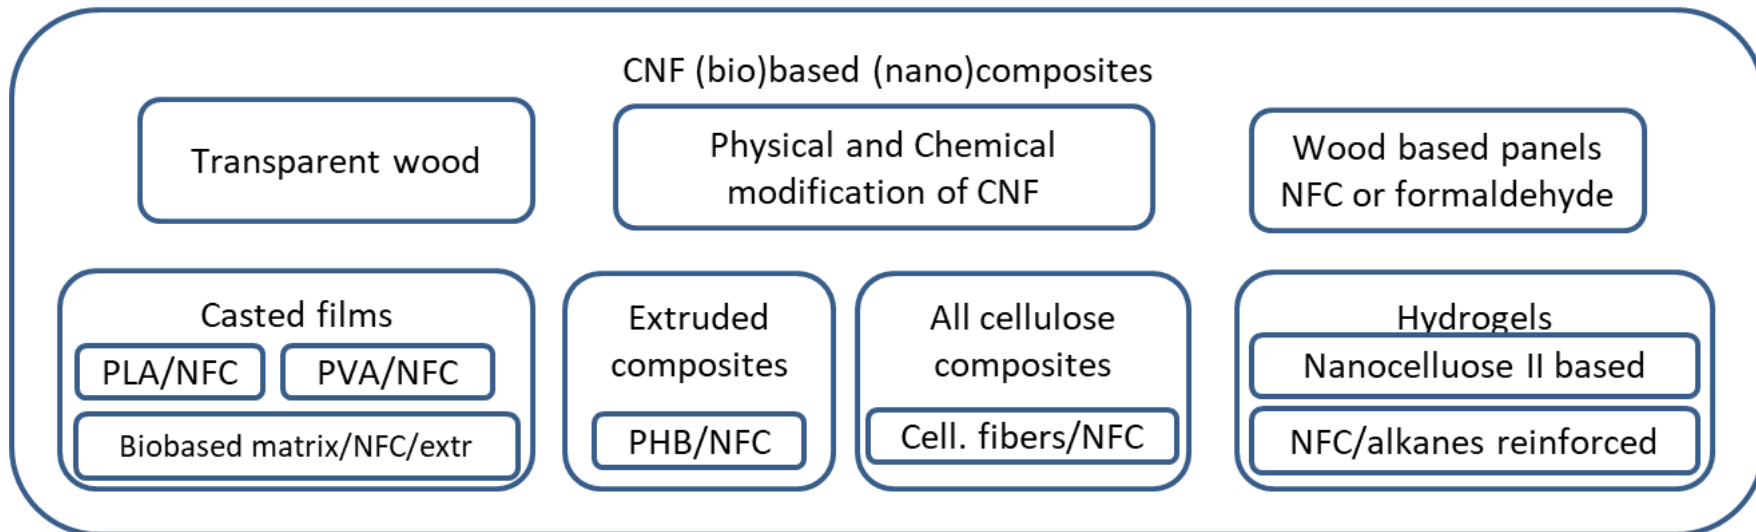 CNF (bio)based (nano)composites
Transparent wood
Physical and Chemical
modification of CNF
Wood based panels
NFC or formaldehyde
Casted films
PLA/NFC
PVA/NFC
Biobased matrix/NFC/extr
Extruded
composites
PHB/NFC
All cellulose
composites
Cell. fibers/NFC
Hydrogels
Nanocelluose II based
NFC/alkanes reinforced